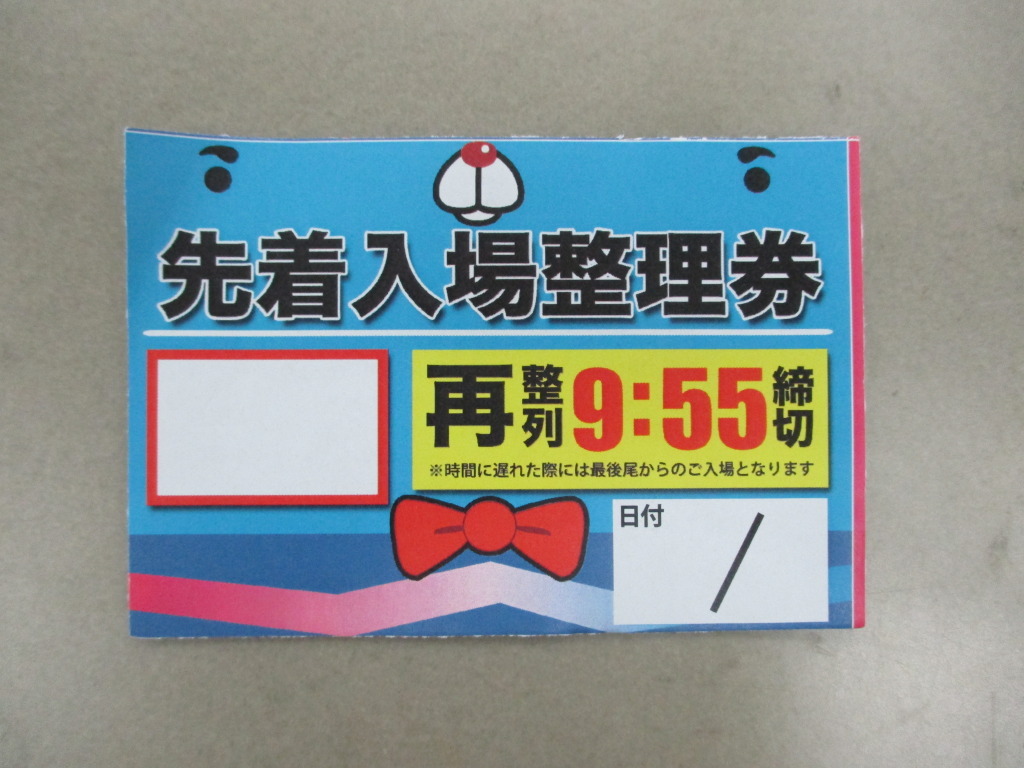 先着入場整理券
再整列9:55締切
※時間に遅れた際には最後尾からのご入場となります
日付
/